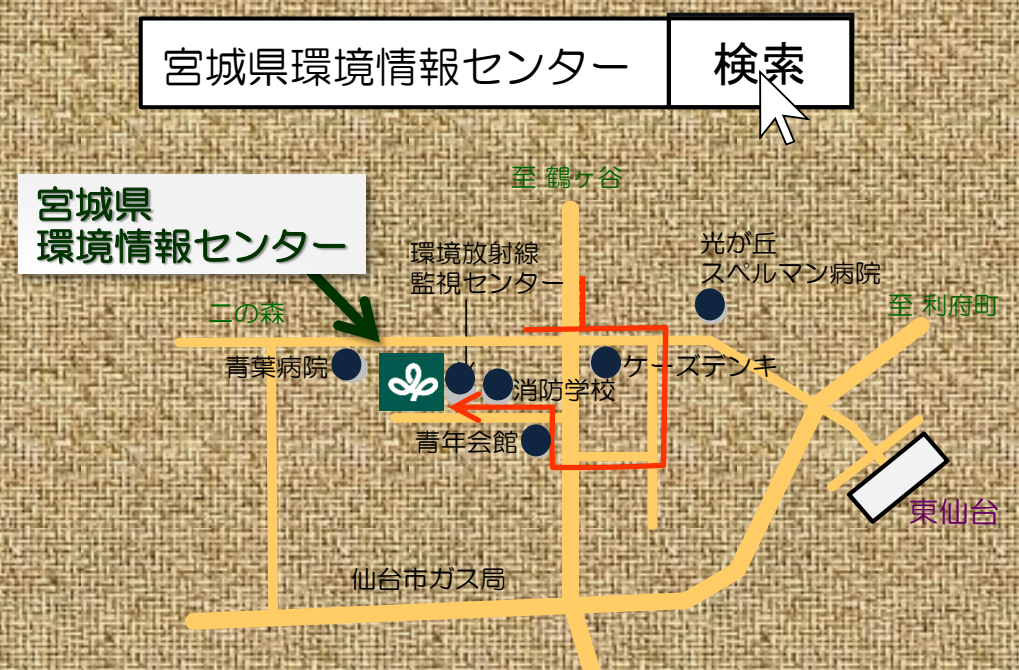 宮城県環境情報センター 検索
至 鶴ヶ谷
宮城県
環境情報センター
環境放射線
監視センター
光が丘
スペルマン病院
至 利府町
二の森
青葉病院
消防学校
ケーズデンキ
青年会館
東仙台
仙台市ガス局